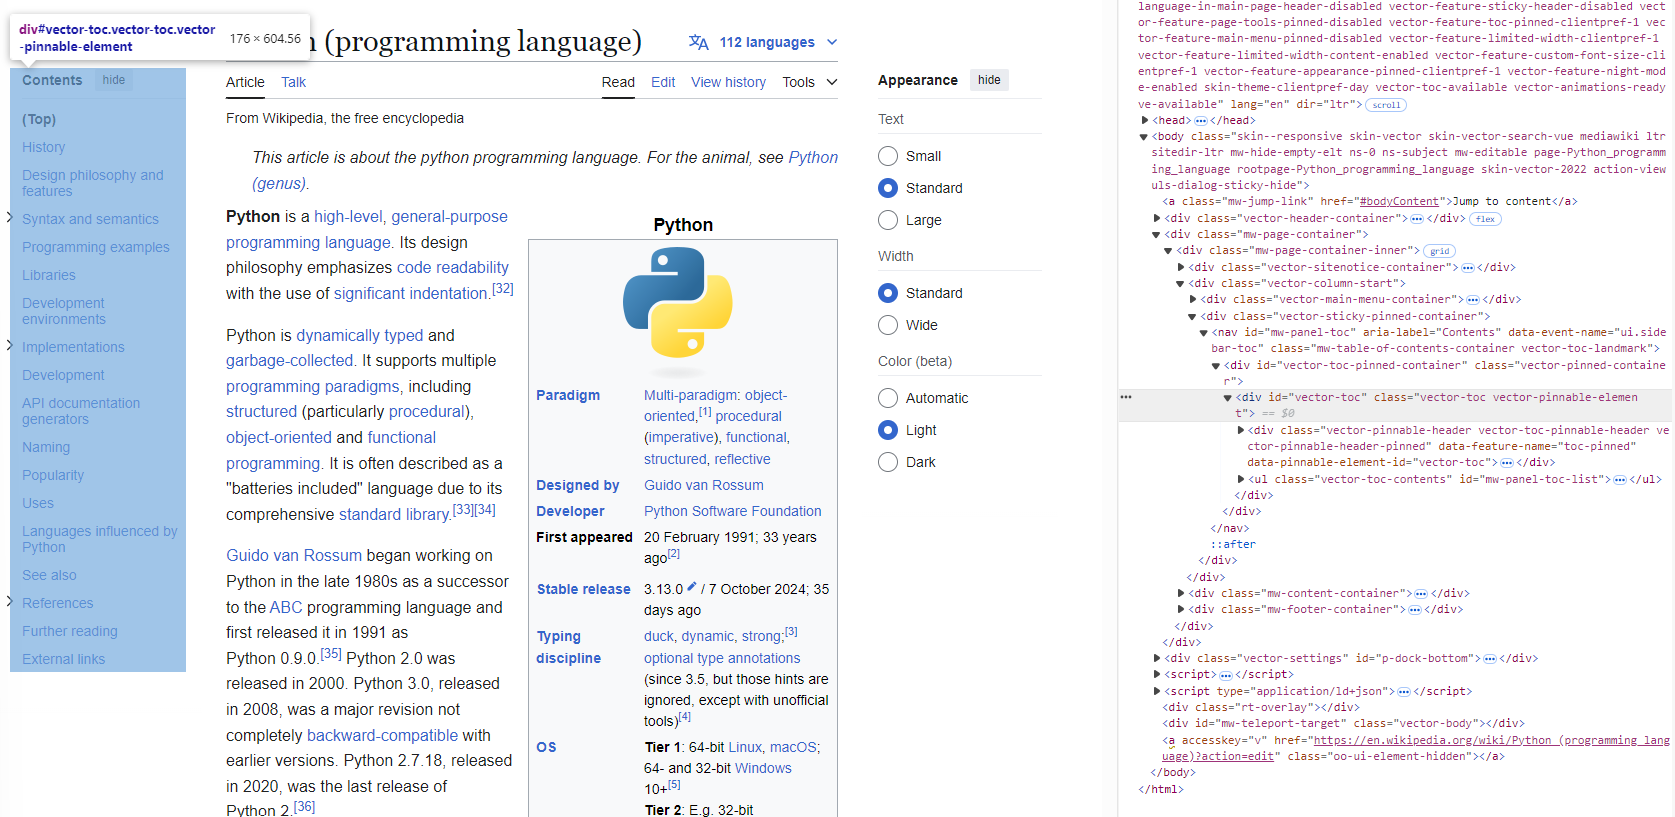 div#vector-toc.vector-toc.vector
-pinnable-element
176 × 604.56
n (programming language)
112 languages
Contents
hide
(Top)
History
Design philosophy and
features
Syntax and semantics
Programming examples
Libraries
Development
environments
Implementations
Development
API documentation
generators
Naming
Popularity
Uses
Languages influenced by
Python
See also
References
Further reading
External links
Article Talk Read Edit View history Tools
From Wikipedia, the free encyclopedia
This article is about the python programming language. For the animal, see Python
(genus).
Python is a high-level, general-purpose
programming language. Its design
philosophy emphasizes code readability
with the use of significant indentation.[32]
Python is dynamically typed and
garbage-collected. It supports multiple
programming paradigms, including
structured (particularly procedural),
object-oriented and functional
programming. It is often described as a
"batteries included" language due to its
comprehensive standard library.[33][34]
Guido van Rossum began working on
Python in the late 1980s as a successor
to the ABC programming language and
first released it in 1991 as
Python 0.9.0.[35] Python 2.0 was
released in 2000. Python 3.0, released
in 2008, was a major revision not
completely backward-compatible with
earlier versions. Python 2.7.18, released
in 2020, was the last release of
Python 2.[36]
Python
Paradigm Multi-paradigm: object-
oriented,[1] procedural
(imperative), functional,
structured, reflective
Designed by Guido van Rossum
Developer Python Software Foundation
First appeared 20 February 1991; 33 years
ago[2]
Stable release 3.13.0 / 7 October 2024; 35
days ago
Typing duck, dynamic, strong;[3]
discipline optional type annotations
(since 3.5, but those hints are
ignored, except with unofficial
tools)[4]
OS Tier 1: 64-bit Linux, macOS;
64- and 32-bit Windows
10+[5]
Tier 2: E.g. 32-bit
Appearance
hide
Text
Small
Standard
Large
Width
Standard
Wide
Color (beta)
Automatic
Light
Dark
language-in-main-page-header-disabled vector-feature-sticky-header-disabled vect
or-feature-page-tools-pinned-disabled vector-feature-toc-pinned-clientpref-1 vec
tor-feature-main-menu-pinned-disabled vector-feature-limited-width-clientpref-1
vector-feature-limited-width-content-enabled vector-feature-custom-font-size-cli
entpref-1 vector-feature-appearance-pinned-clientpref-1 vector-feature-night-mod
e-enabled skin-theme-clientpref-day vector-toc-available vector-animations-ready
ve-available" lang="en" dir="ltr"> scroll
<head> ••• </head>
<body class="skin--responsive skin-vector skin-vector-search-vue mediawiki ltr
sitedir-ltr mw-hide-empty-elt ns-0 ns-subject mw-editable page-Python_programm
ing_language rootpage-Python_programming_language skin-vector-2022 action-view
uls-dialog-sticky-hide">
<a class="mw-jump-link" href="#bodyContent">Jump to content</a>
<div class="vector-header-container"> ••• </div> flex
<div class="mw-page-container">
<div class="mw-page-container-inner"> grid
<div class="vector-sitenotice-container"> ••• </div>
<div class="vector-column-start">
<div class="vector-main-menu-container"> ••• </div>
<div class="vector-sticky-pinned-container">
<nav id="mw-panel-toc" aria-label="Contents" data-event-name="ui.side
bar-toc" class="mw-table-of-contents-container vector-toc-landmark">
<div id="vector-toc-pinned-container" class="vector-pinned-containe
r">
••• <div id="vector-toc" class="vector-toc vector-pinnable-elemen
t"> == $0
<div class="vector-pinnable-header vector-toc-pinnable-header ve
ctor-pinnable-header-pinned" data-feature-name="toc-pinned"
data-pinnable-element-id="vector-toc"> ••• </div>
<ul class="vector-toc-contents" id="mw-panel-toc-list"> ••• </ul>
</div>
</div>
</nav>
::after
</div>
</div>
<div class="mw-content-container"> ••• </div>
<div class="mw-footer-container"> ••• </div>
</div>
</div>
<div class="vector-settings" id="p-dock-bottom"> ••• </div>
<script> ••• </script>
<script type="application/ld+json"> ••• </script>
<div class="rt-overlay"></div>
<div id="mw-teleport-target" class="vector-body"></div>
<a accesskey="v" href="https://en.wikipedia.org/wiki/Python_(programming_lang
uage)?action=edit" class="oo-ui-element-hidden"></a>
</body>
</html>